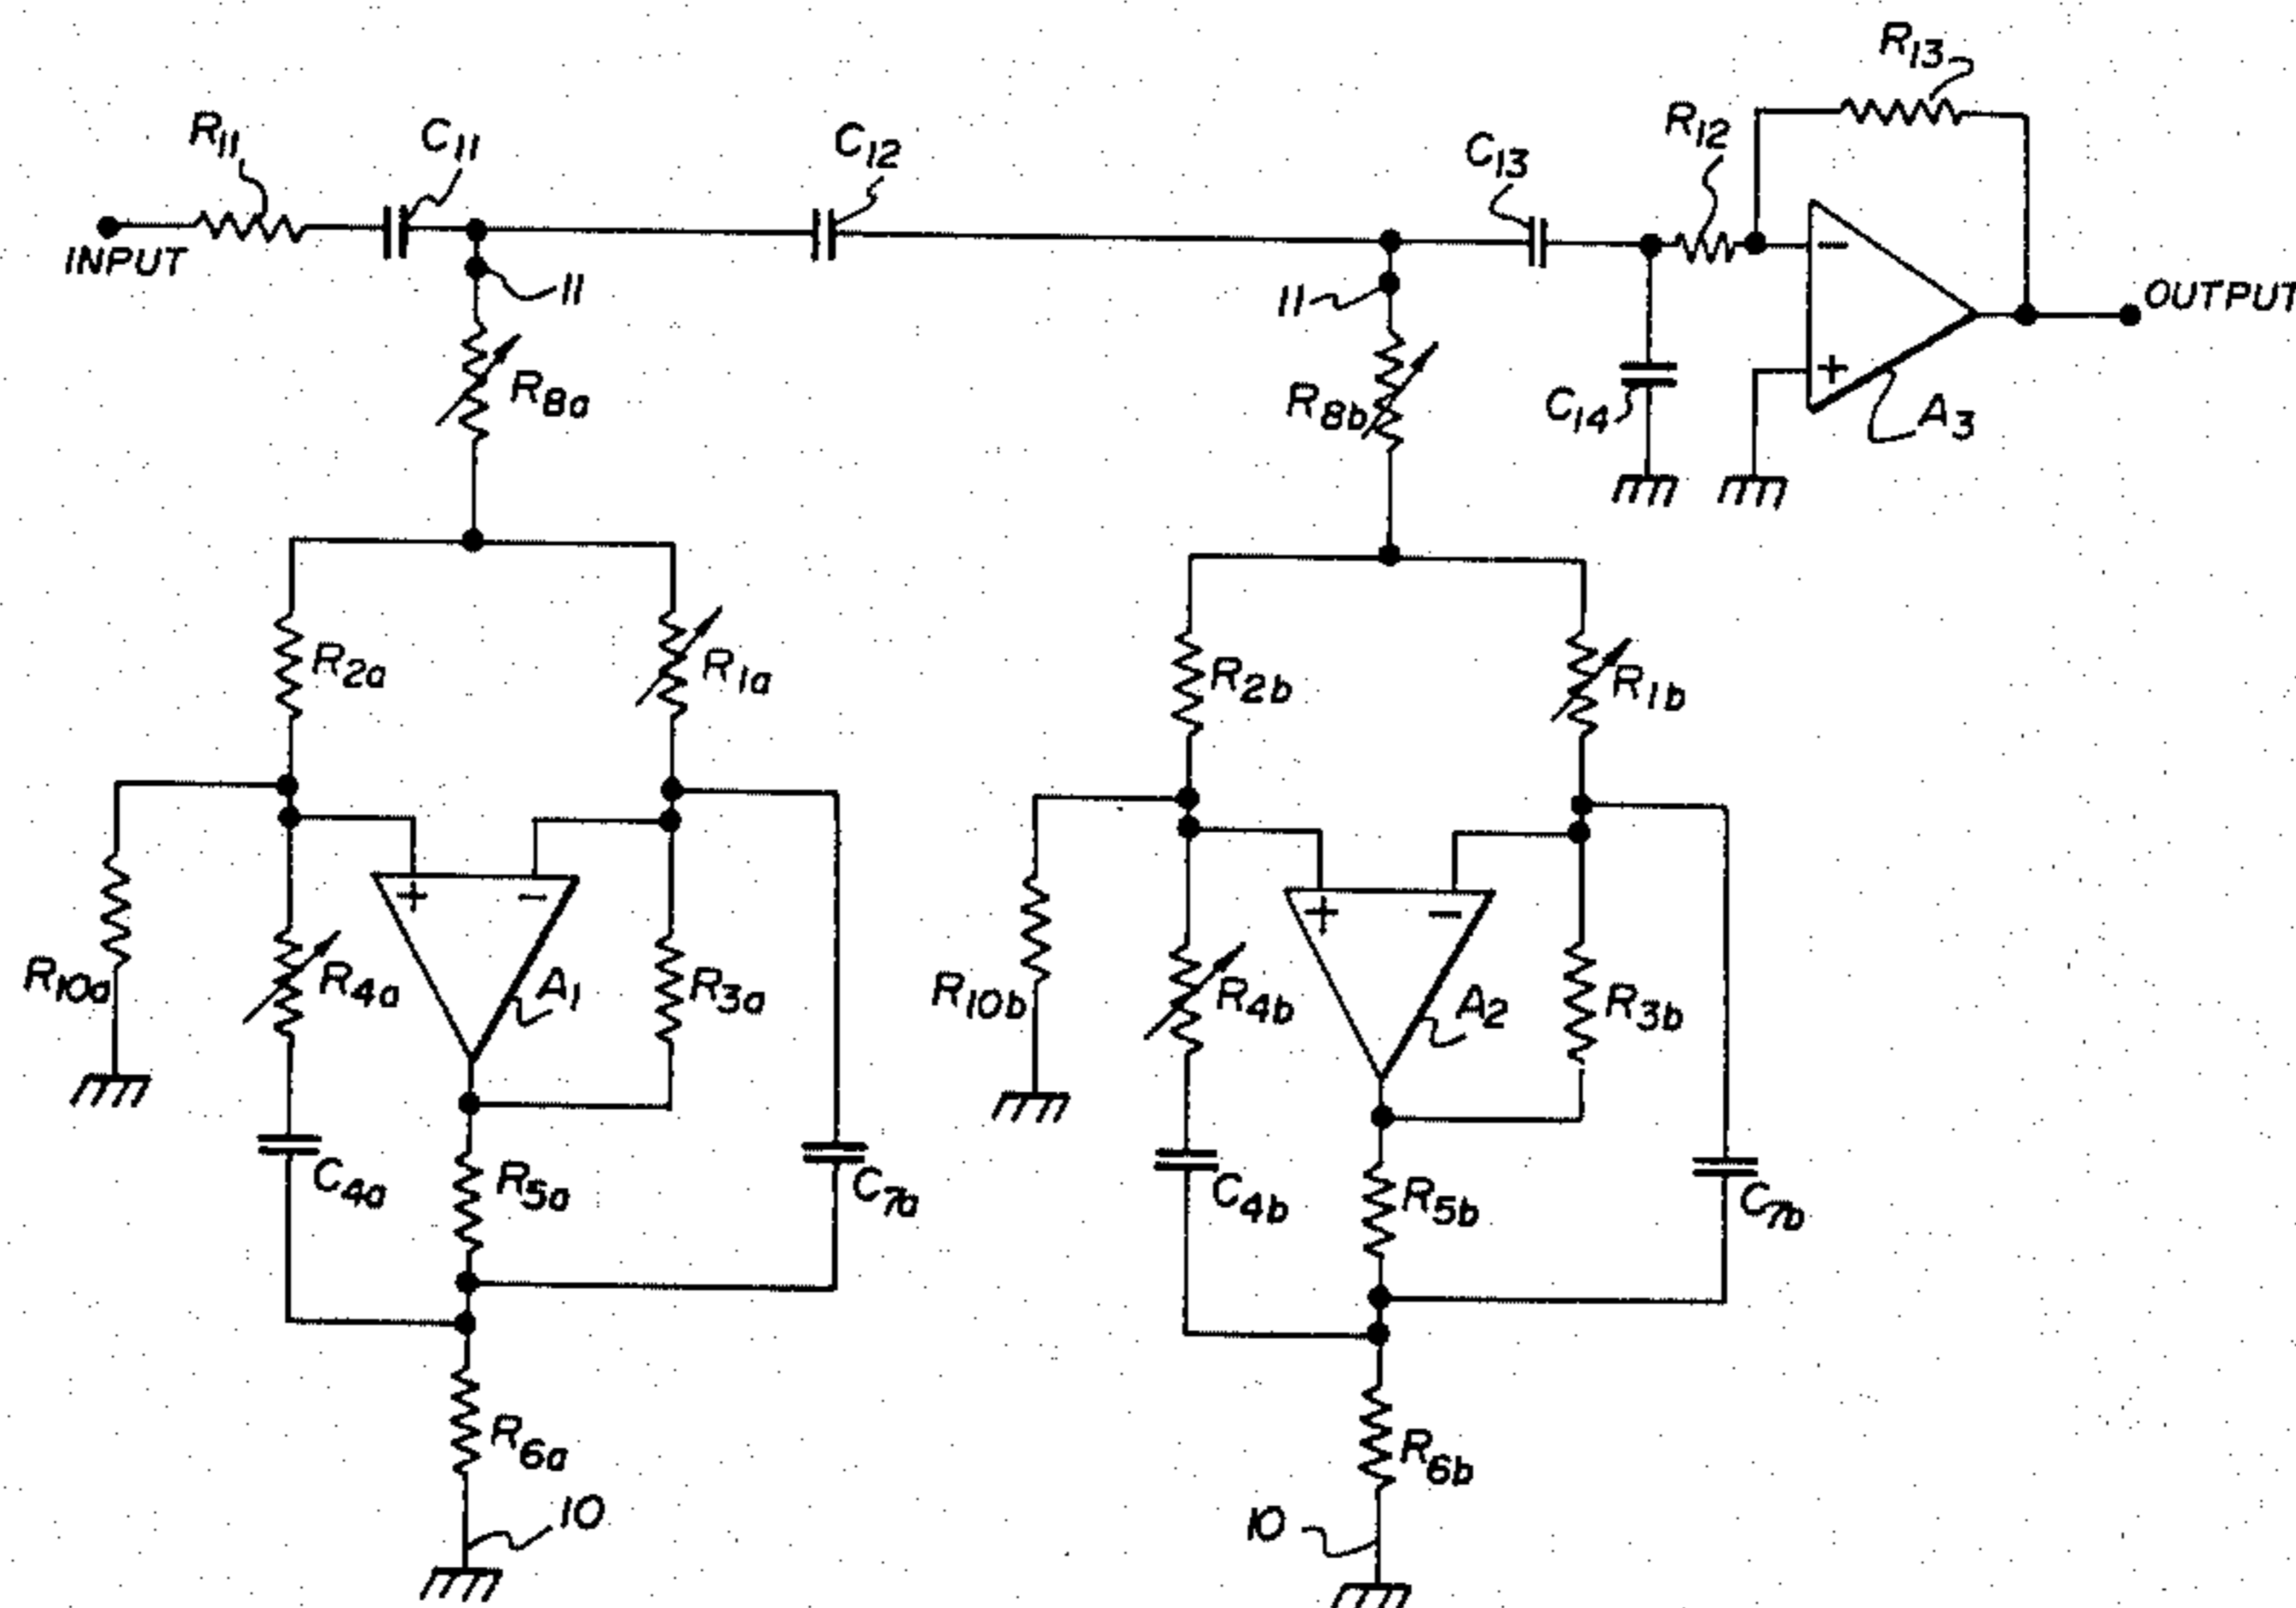 R13
R11
C11
C12
C13
R12
INPUT
11
11
−
OUTPUT
R8a
R8b
C14
+
A3
R2a
R1a
R2b
R1b
+
−
+
−
R10a
R4a
A1
R3a
R10b
R4b
A2
R3b
C4a
R5a
C7a
C4b
R5b
C7b
R6a
R6b
10
10